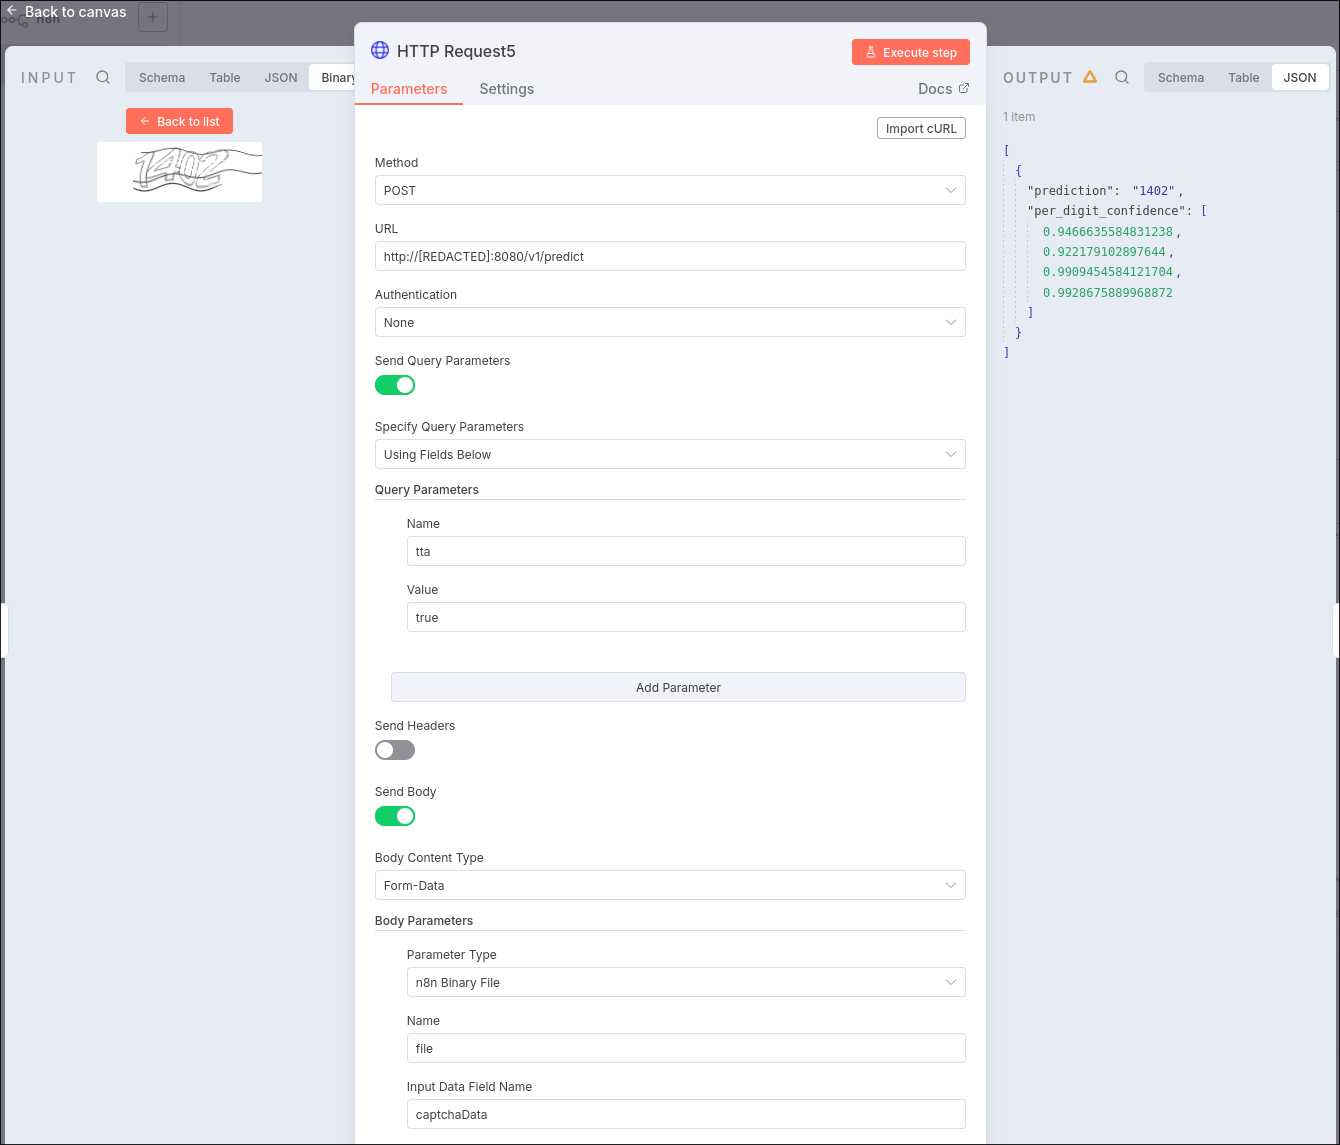 Back to canvas
n8n
HTTP Request5
Execute step
INPUT
Schema
Table
JSON
Binary
Parameters
Settings
Docs
OUTPUT
Schema
Table
JSON
Back to list
1402
Import cURL
1 item
Method
POST
URL
http://[REDACTED]:8080/v1/predict
Authentication
None
Send Query Parameters
Specify Query Parameters
Using Fields Below
Query Parameters
Name
tta
Value
true
Add Parameter
Send Headers
Send Body
Body Content Type
Form-Data
Body Parameters
Parameter Type
n8n Binary File
Name
file
Input Data Field Name
captchaData
[
{
"prediction": "1402",
"per_digit_confidence": [
0.9466635584831238,
0.922179102897644,
0.9909454584121704,
0.9928675889968872
]
}
]